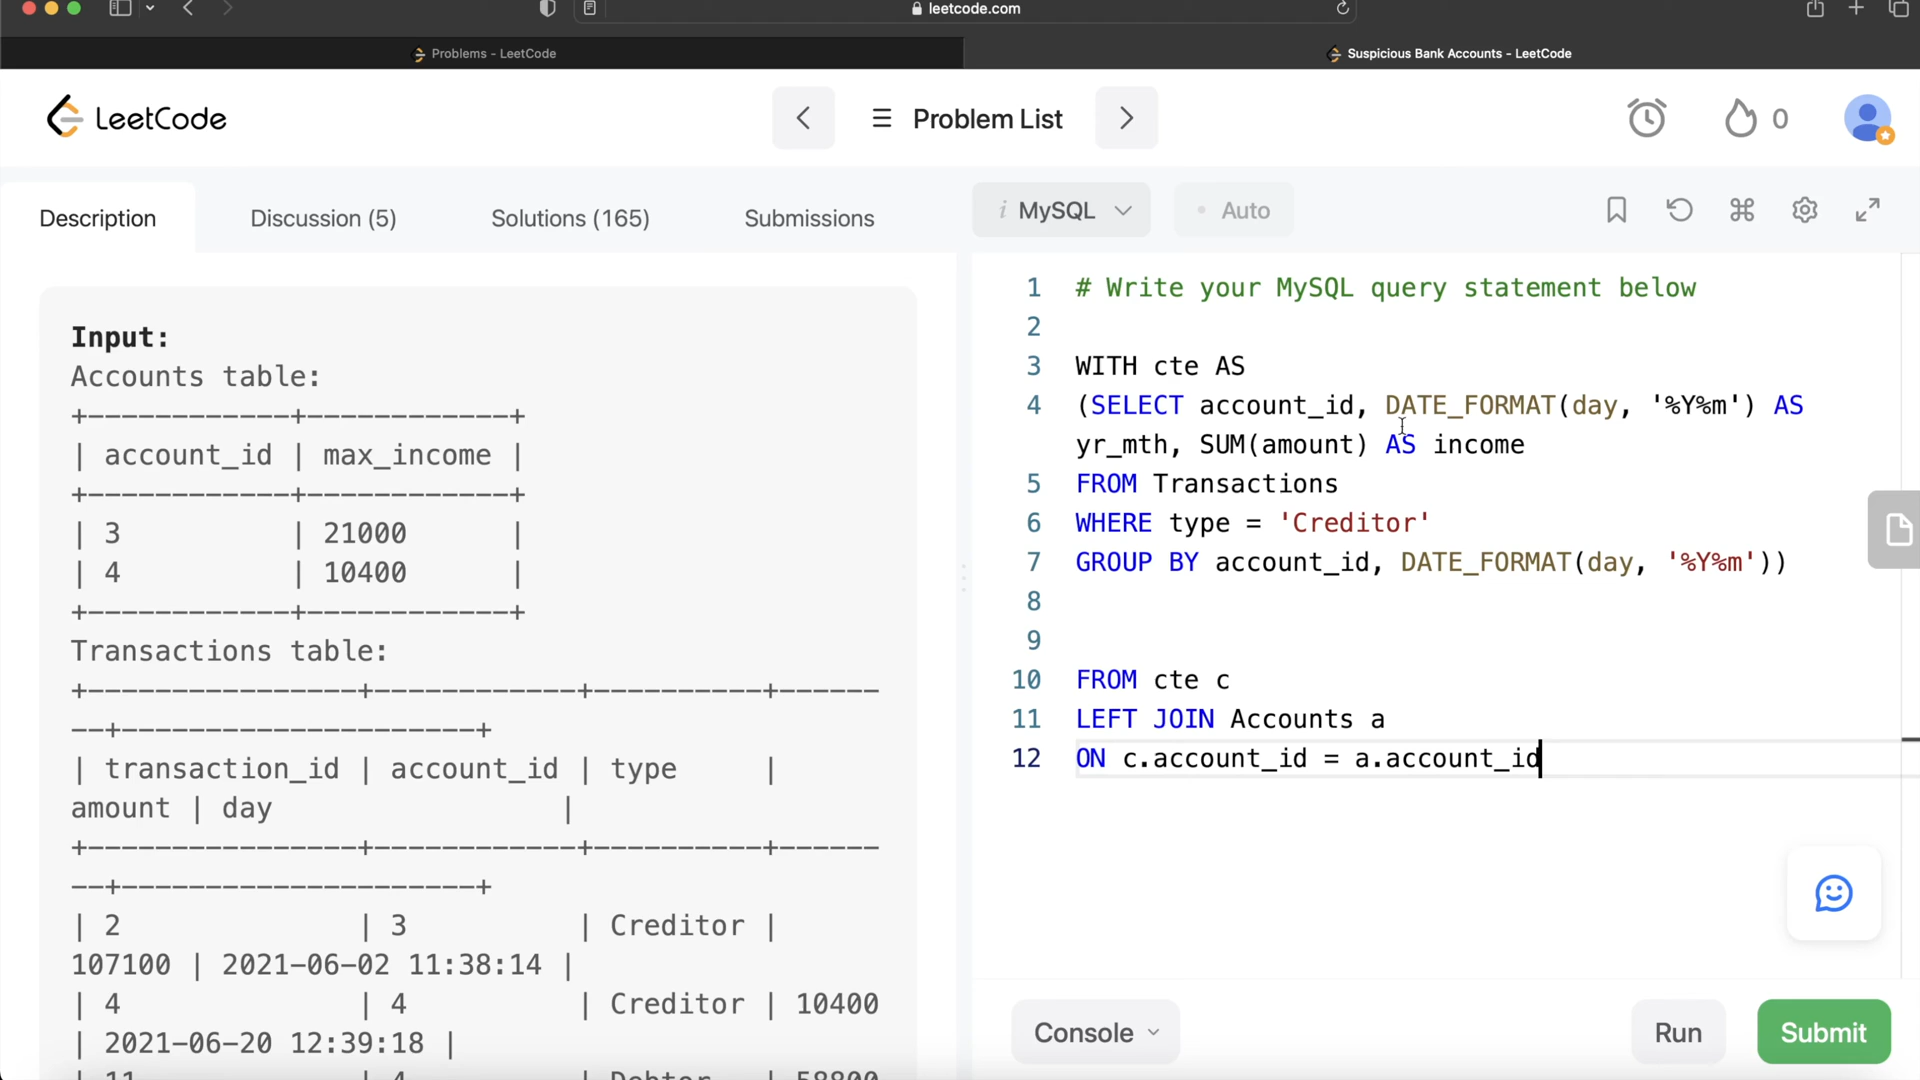 leetcode.com
Problems - LeetCode
Suspicious Bank Accounts - LeetCode
LeetCode
Problem List
0
Description
Discussion (5)
Solutions (165)
Submissions
i MySQL
Auto
Input:
Accounts table:
+------------+------------+
| account_id | max_income |
+------------+------------+
| 3          | 21000      |
| 4          | 10400      |
+------------+------------+
Transactions table:
+----------------+------------+----------+------
--+---------------------+
| transaction_id | account_id | type     |
amount | day                 |
+----------------+------------+----------+------
--+---------------------+
| 2              | 3          | Creditor |
107100 | 2021-06-02 11:38:14 |
| 4              | 4          | Creditor | 10400
| 2021-06-20 12:39:18 |
| 11             | 4          | Debtor   | 58800
1 # Write your MySQL query statement below
2
3 WITH cte AS
4 (SELECT account_id, DATE_FORMAT(day, '%Y%m') AS
yr_mth, SUM(amount) AS income
5 FROM Transactions
6 WHERE type = 'Creditor'
7 GROUP BY account_id, DATE_FORMAT(day, '%Y%m'))
8
9
10 FROM cte c
11 LEFT JOIN Accounts a
12 ON c.account_id = a.account_id
Console
Run
Submit